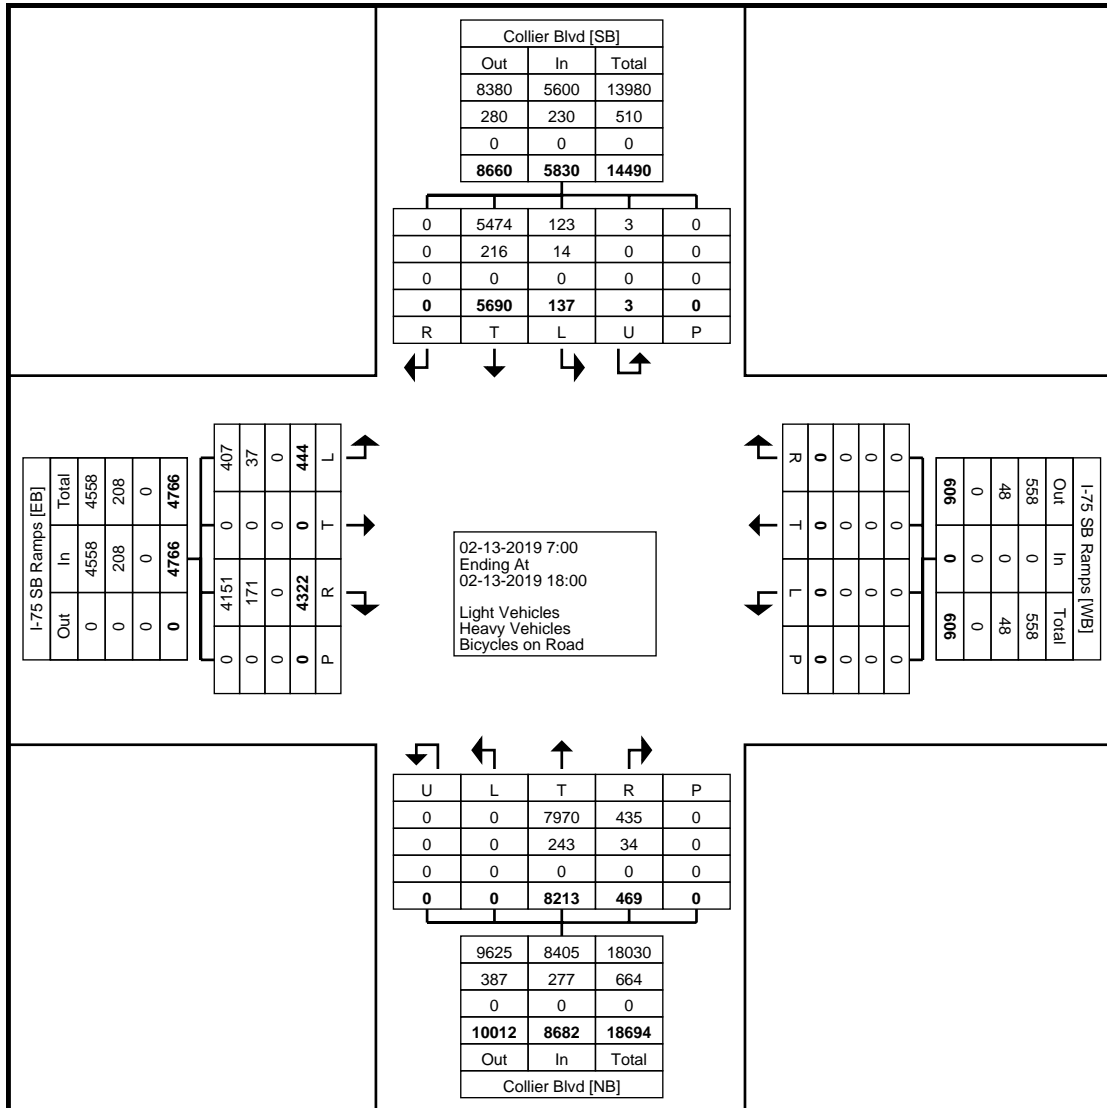 Collier Blvd [SB]
Out In Total
8380 5600 13980
280 230 510
0 0 0
8660 5830 14490
0 5474 123 3 0
0 216 14 0 0
0 0 0 0 0
0 5690 137 3 0
R T L U P
I-75 SB Ramps [EB]
Total 4558 208 0 4766
In 4558 208 0 4766
Out 0 0 0 0
407 37 0 444 L
0 0 0 0 T
4151 171 0 4322 R
0 0 0 0 P
02-13-2019 7:00
Ending At
02-13-2019 18:00
Light Vehicles
Heavy Vehicles
Bicycles on Road
R 0 0 0 0
T 0 0 0 0
L 0 0 0 0
P 0 0 0 0
606 0 48 558 Out
0 0 0 0 In
606 0 48 558 Total
I-75 SB Ramps [WB]
U L T R P
0 0 7970 435 0
0 0 243 34 0
0 0 0 0 0
0 0 8213 469 0
9625 8405 18030
387 277 664
0 0 0
10012 8682 18694
Out In Total
Collier Blvd [NB]